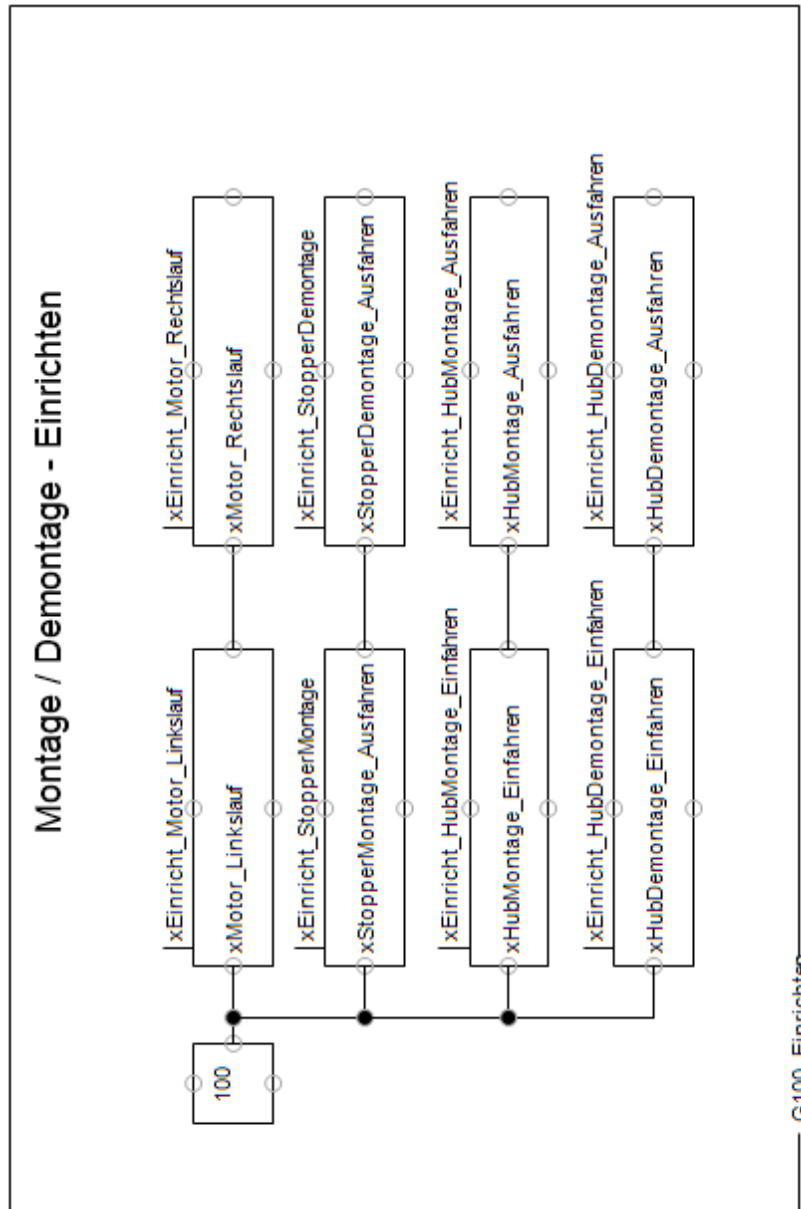 Montage / Demontage - Einrichten
100
xEinricht_Motor_Linkslauf
xMotor_Linkslauf
xEinricht_Motor_Rechtslauf
xMotor_Rechtslauf
xEinricht_StopperMontage
xStopperMontage_Ausfahren
xEinricht_StopperDemontage
xStopperDemontage_Ausfahren
xEinricht_HubMontage_Einfahren
xHubMontage_Einfahren
xEinricht_HubMontage_Ausfahren
xHubMontage_Ausfahren
xEinricht_HubDemontage_Einfahren
xHubDemontage_Einfahren
xEinricht_HubDemontage_Ausfahren
xHubDemontage_Ausfahren
G100_Einrichten